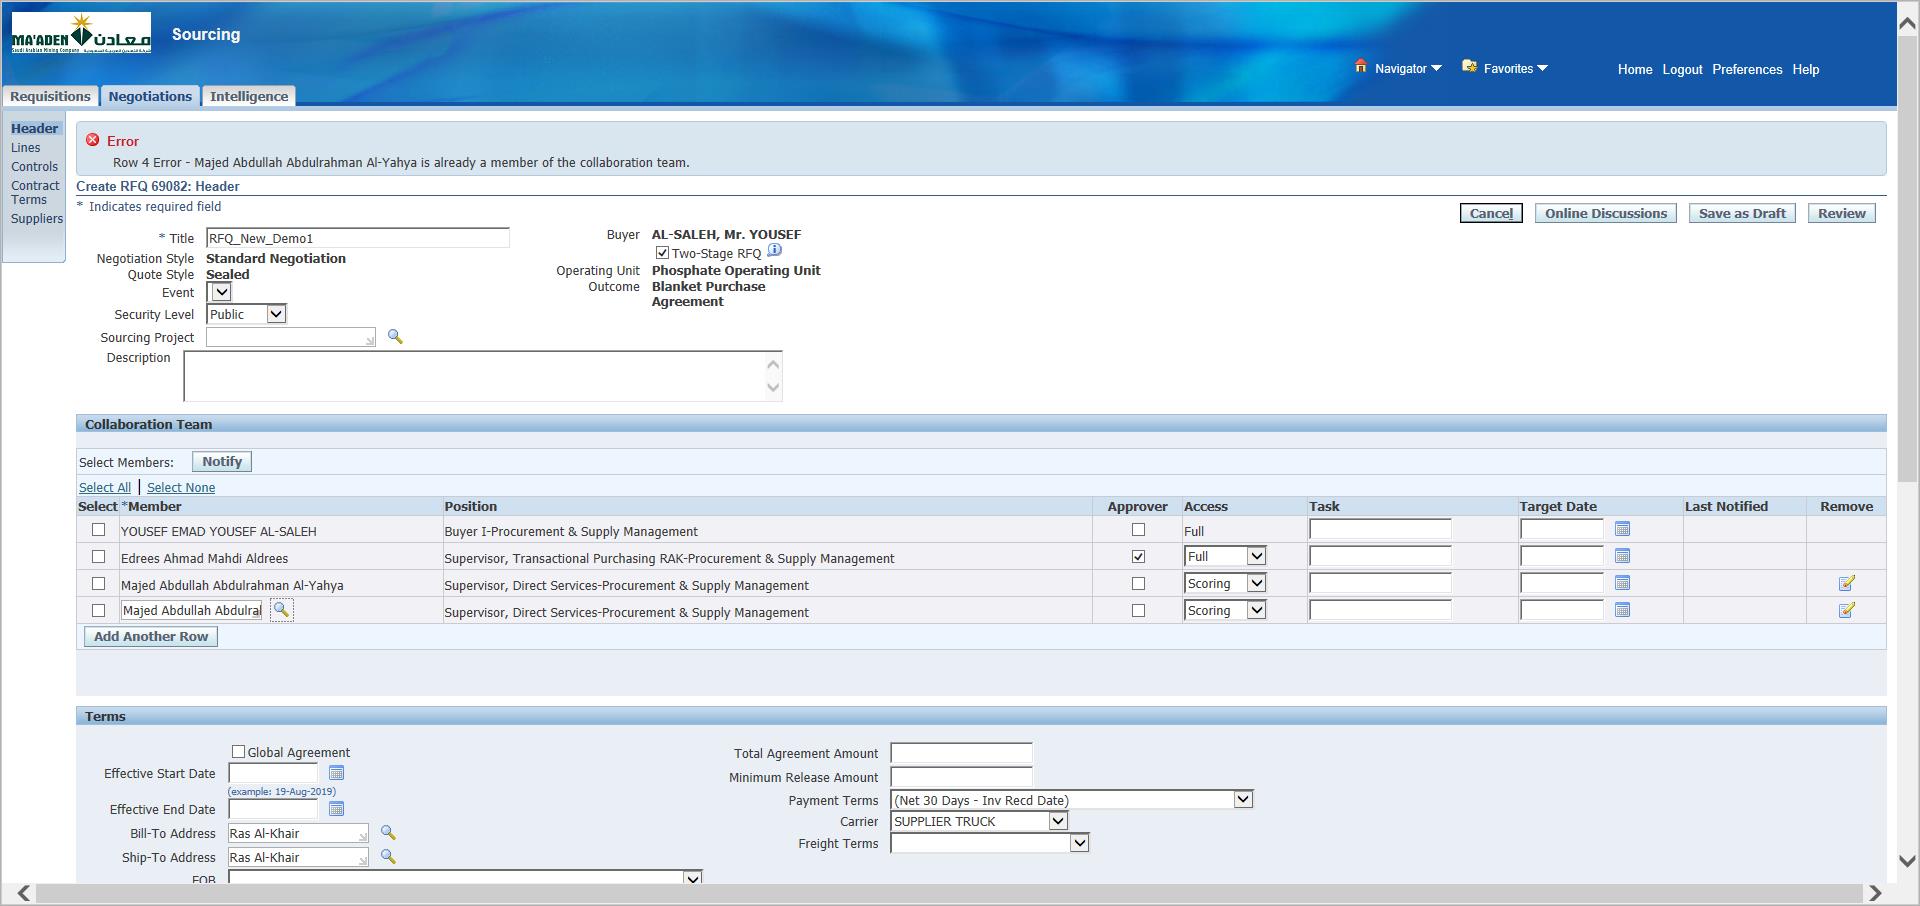 MA'ADEN معادن
Saudi Arabian Mining Company
Sourcing
Navigator Favorites Home Logout Preferences Help
Requisitions Negotiations Intelligence
Header
Lines
Controls
Contract
Terms
Suppliers
Error
Row 4 Error - Majed Abdullah Abdulrahman Al-Yahya is already a member of the collaboration team.
Create RFQ 69082: Header
* Indicates required field
Cancel Online Discussions Save as Draft Review
* Title RFQ_New_Demo1
Negotiation Style Standard Negotiation
Quote Style Sealed
Event
Security Level Public
Sourcing Project
Description
Buyer AL-SALEH, Mr. YOUSEF
Two-Stage RFQ
Operating Unit Phosphate Operating Unit
Outcome Blanket Purchase
Agreement
Collaboration Team
Select Members: Notify
Select All | Select None
Select *Member Position Approver Access Task Target Date Last Notified Remove
YOUSEF EMAD YOUSEF AL-SALEH Buyer I-Procurement & Supply Management Full
Edrees Ahmad Mahdi Aldrees Supervisor, Transactional Purchasing RAK-Procurement & Supply Management Full
Majed Abdullah Abdulrahman Al-Yahya Supervisor, Direct Services-Procurement & Supply Management Scoring
Majed Abdullah Abdulra Supervisor, Direct Services-Procurement & Supply Management Scoring
Add Another Row
Terms
Global Agreement
Effective Start Date
(example: 19-Aug-2019)
Effective End Date
Bill-To Address Ras Al-Khair
Ship-To Address Ras Al-Khair
FOB
Total Agreement Amount
Minimum Release Amount
Payment Terms (Net 30 Days - Inv Recd Date)
Carrier SUPPLIER TRUCK
Freight Terms